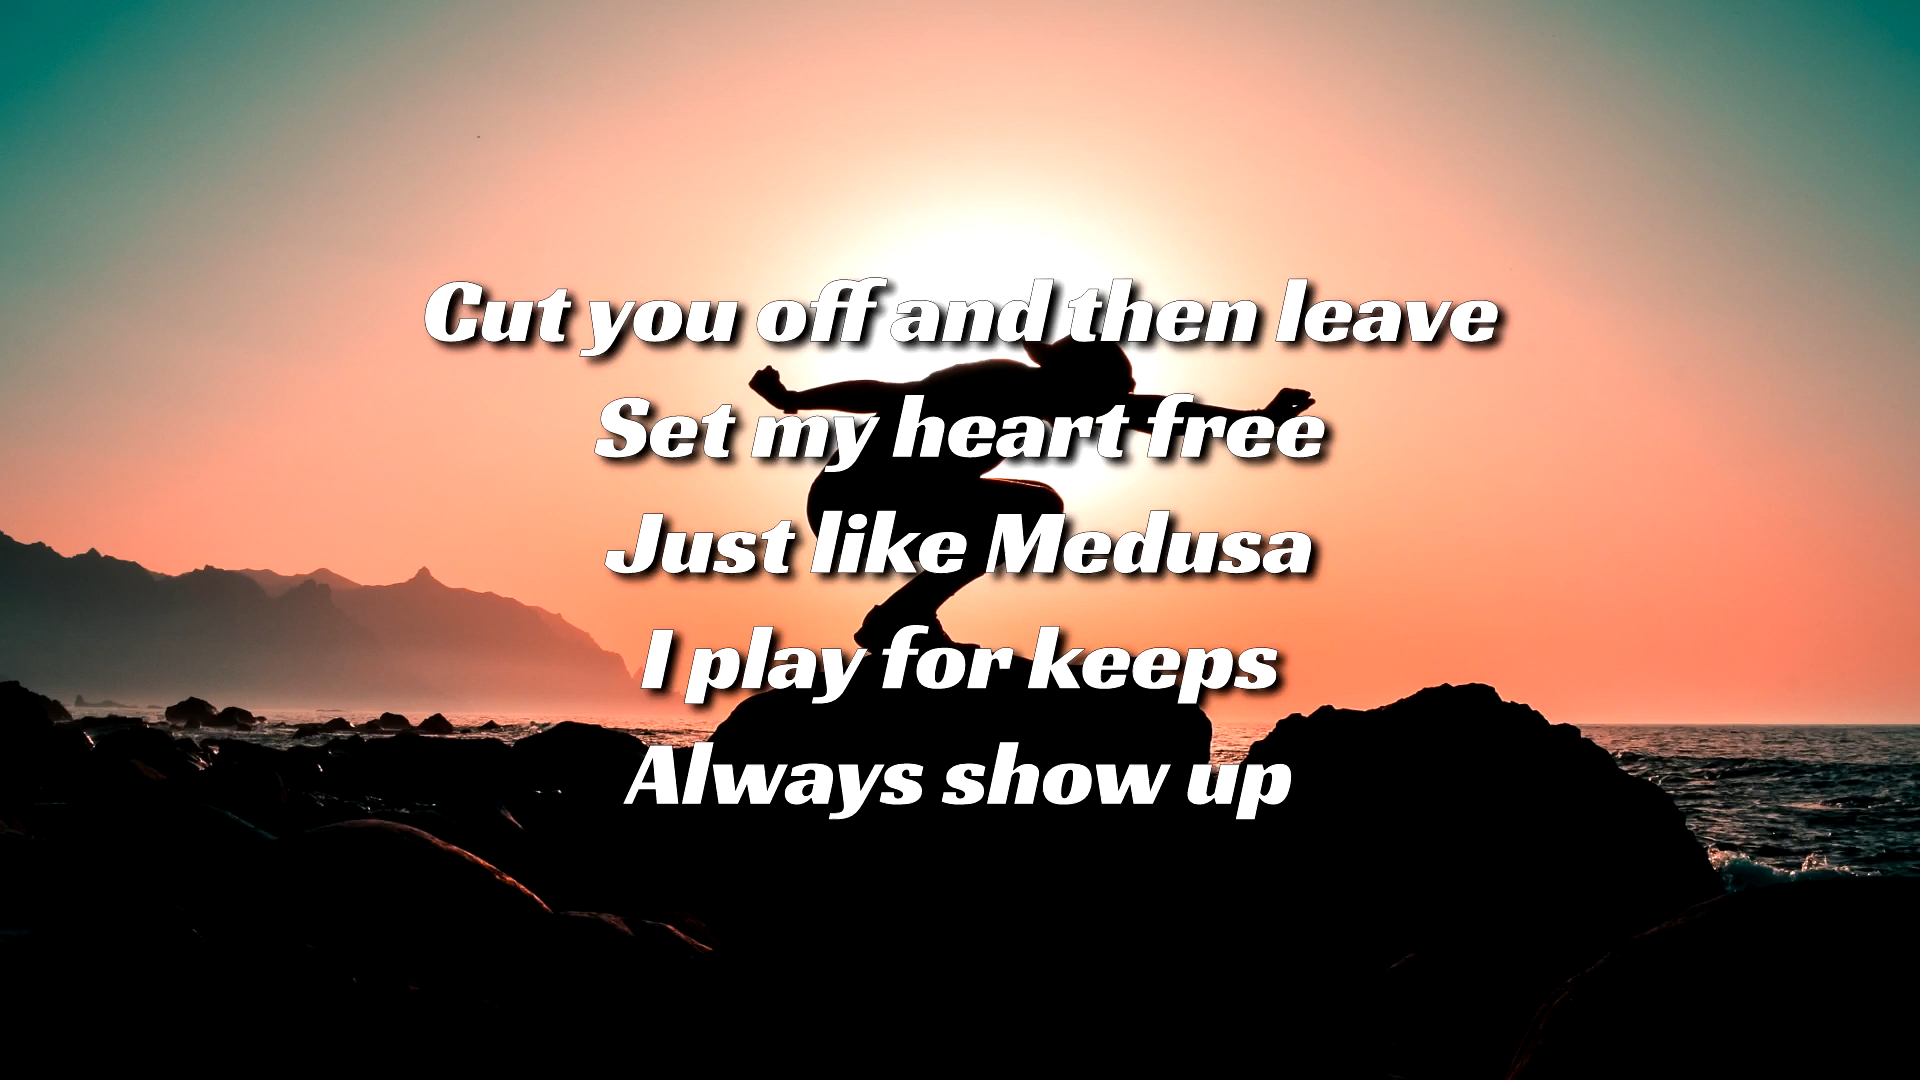 Cut you off and then leave
Set my heart free
Just like Medusa
I play for keeps
Always show up